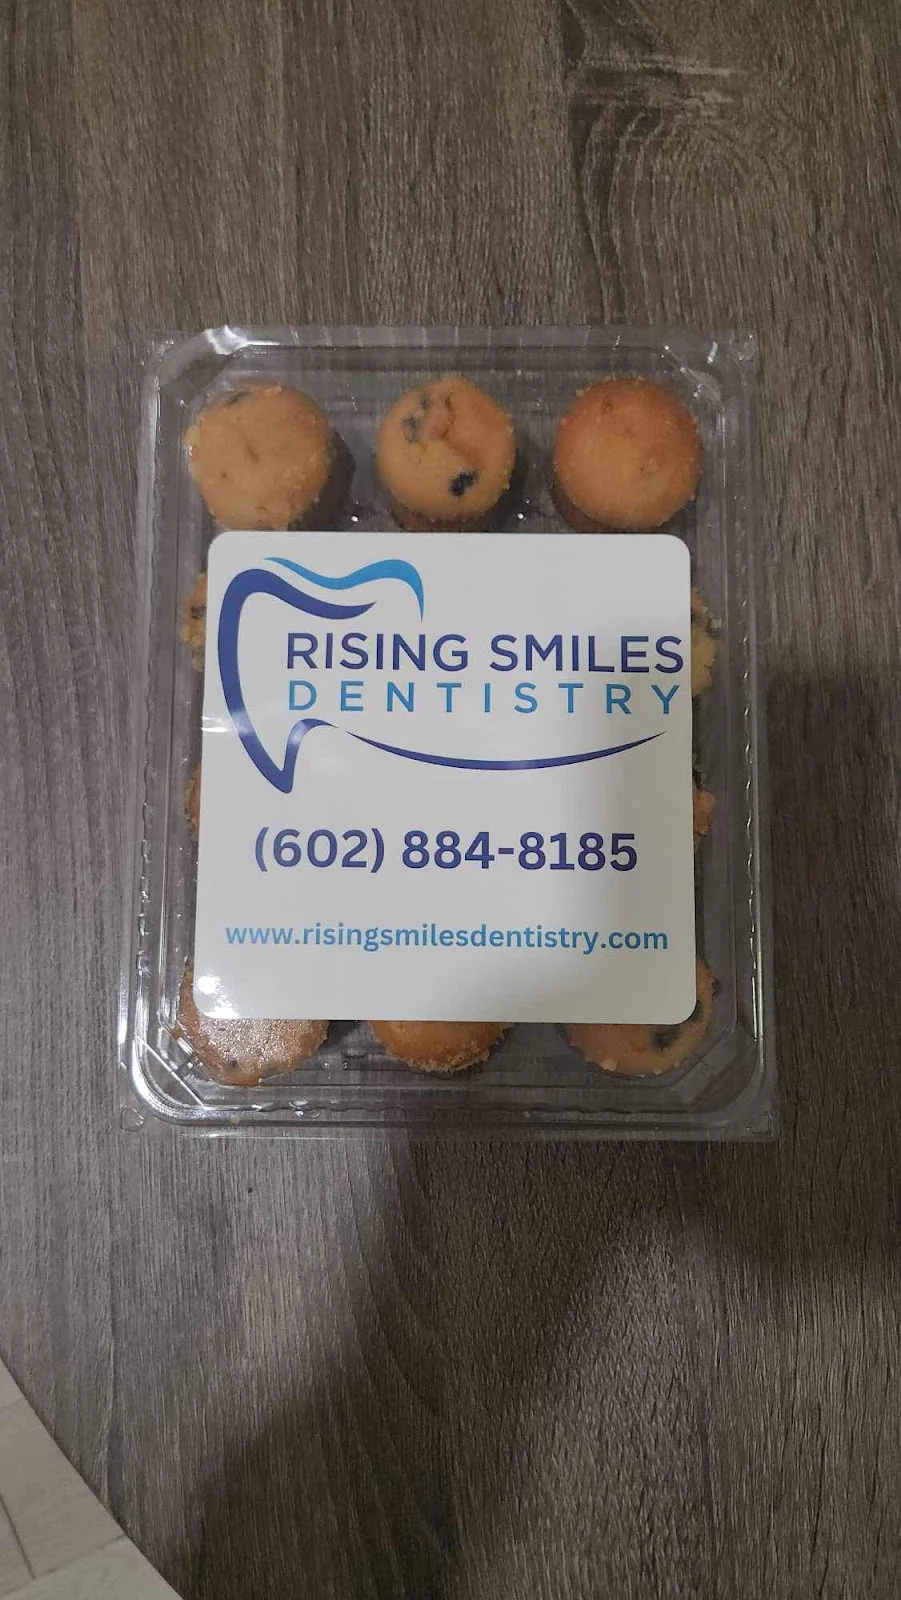 RISING SMILES
DENTISTRY
(602) 884-8185
www.risingsmilesdentistry.com